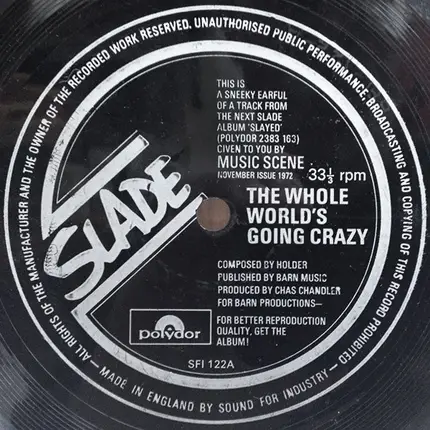 ALL RIGHTS OF THE MANUFACTURER AND THE OWNER OF THE RECORDED WORK RESERVED. UNAUTHORISED PUBLIC PERFORMANCE, BROADCASTING AND COPYING OF THIS RECORD PROHIBITED
— MADE IN ENGLAND BY SOUND FOR INDUSTRY —
SLADE
THIS IS
A SNEEKY EARFUL
OF A TRACK FROM
THE NEXT SLADE
ALBUM 'SLAYED'
(POLYDOR 2383 163)
GIVEN TO YOU BY
MUSIC SCENE
NOVEMBER ISSUE 1972
33⅓ rpm
THE WHOLE
WORLD'S
GOING CRAZY
COMPOSED BY HOLDER
PUBLISHED BY BARN MUSIC
PRODUCED BY CHAS CHANDLER
FOR BARN PRODUCTIONS—
FOR BETTER REPRODUCTION
QUALITY, GET THE
ALBUM!
polydor
SFI 122A